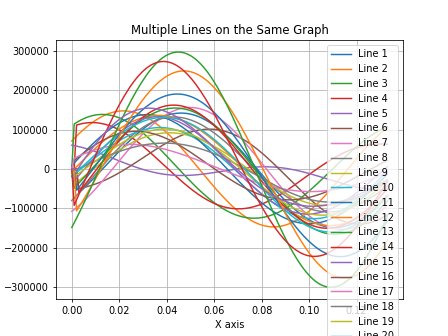 Multiple Lines on the Same Graph
300000
200000
100000
0
−100000
−200000
−300000
0.00
0.02
0.04
0.06
0.08
0.10
X axis
Line 1
Line 2
Line 3
Line 4
Line 5
Line 6
Line 7
Line 8
Line 9
Line 10
Line 11
Line 12
Line 13
Line 14
Line 15
Line 16
Line 17
Line 18
Line 19
Line 20